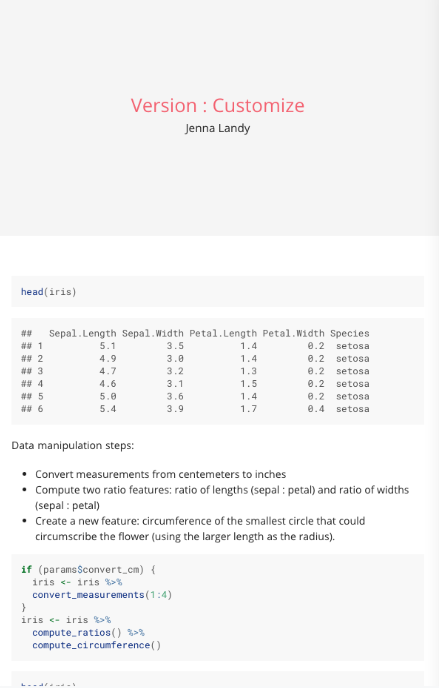 Version : Customize
Jenna Landy
head(iris)
##   Sepal.Length Sepal.Width Petal.Length Petal.Width Species
## 1          5.1         3.5          1.4         0.2  setosa
## 2          4.9         3.0          1.4         0.2  setosa
## 3          4.7         3.2          1.3         0.2  setosa
## 4          4.6         3.1          1.5         0.2  setosa
## 5          5.0         3.6          1.4         0.2  setosa
## 6          5.4         3.9          1.7         0.4  setosa
Data manipulation steps:
• Convert measurements from centemeters to inches
• Compute two ratio features: ratio of lengths (sepal : petal) and ratio of widths
(sepal : petal)
• Create a new feature: circumference of the smallest circle that could
circumscribe the flower (using the larger length as the radius).
if (params$convert_cm) {
  iris <- iris %>%
  convert_measurements(1:4)
}
iris <- iris %>%
  compute_ratios() %>%
  compute_circumference()